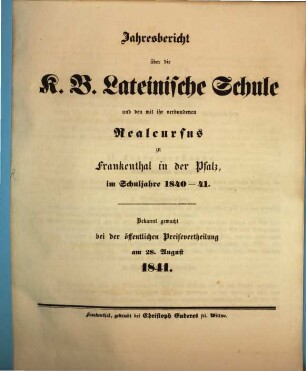 Jahresbericht
über die
K. B. Lateinische Schule
und den mit ihr verbundenen
Realcursus
zu
Frankenthal in der Pfalz,
im Schuljahre 1840—41.
Bekannt gemacht
bei der öffentlichen Preisevertheilung
am 28. August
1841.
Frankenthal, gedruckt bei Christoph Enderes sel. Wittwe.